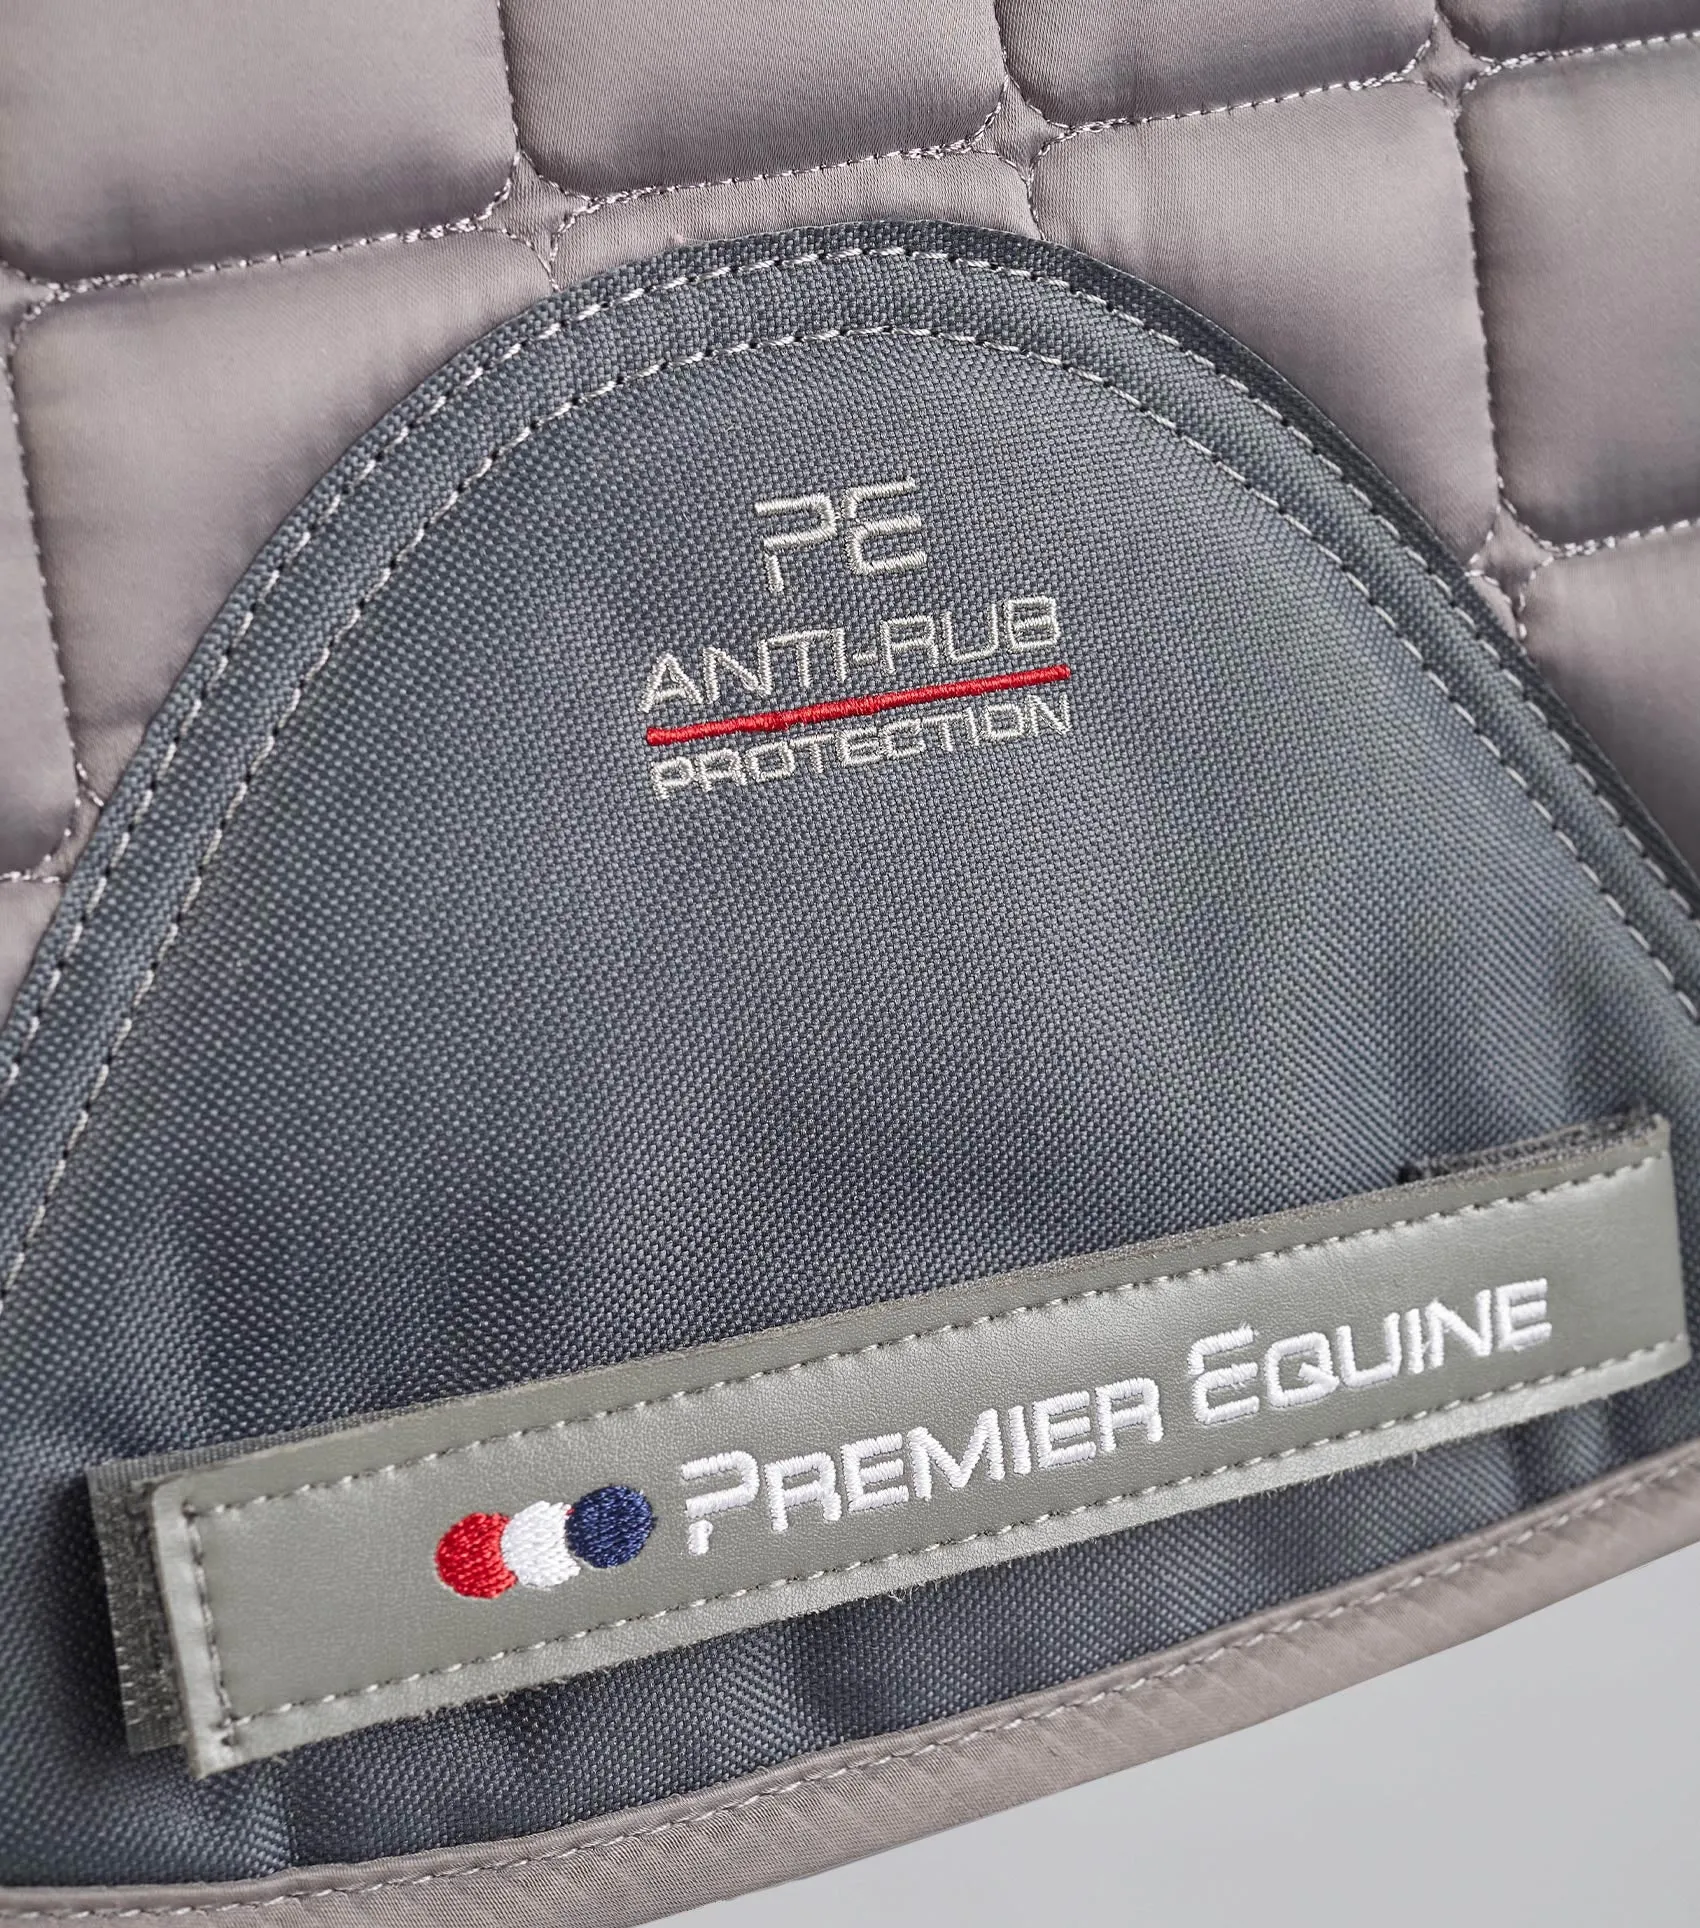 PE
ANTI-RUB
PROTECTION
PREMIER EQUINE